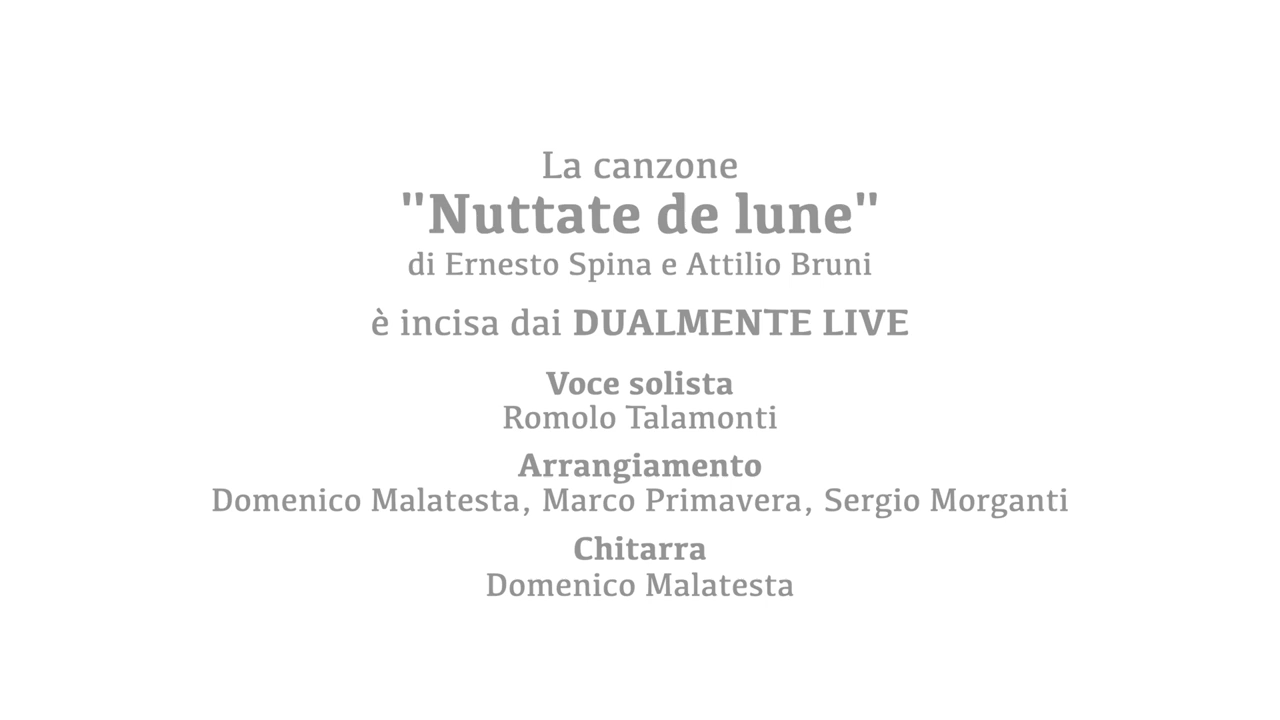 La canzone
"Nuttate de lune"
di Ernesto Spina e Attilio Bruni
è incisa dai DUALMENTE LIVE
Voce solista
Romolo Talamonti
Arrangiamento
Domenico Malatesta, Marco Primavera, Sergio Morganti
Chitarra
Domenico Malatesta